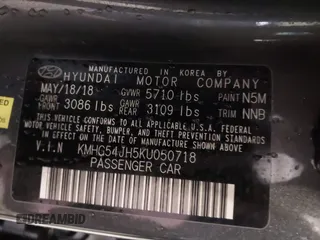 MANUFACTURED IN KOREA BY
HYUNDAI MOTOR COMPANY
MAY/18/18 GVWR 5710 lbs PAINT N5M
GAWR FRONT 3086 lbs GAWR REAR 3109 lbs TRIM NNB
THIS VEHICLE CONFORMS TO ALL APPLICABLE U.S. FEDERAL MOTOR
VEHICLE SAFETY, BUMPER, AND THEFT PREVENTION STANDARDS
IN EFFECT ON THE DATE OF MANUFACTURE SHOWN ABOVE.
V.I.N KMHG54JH5KU050718
PASSENGER CAR
AUTOBIDMASTER